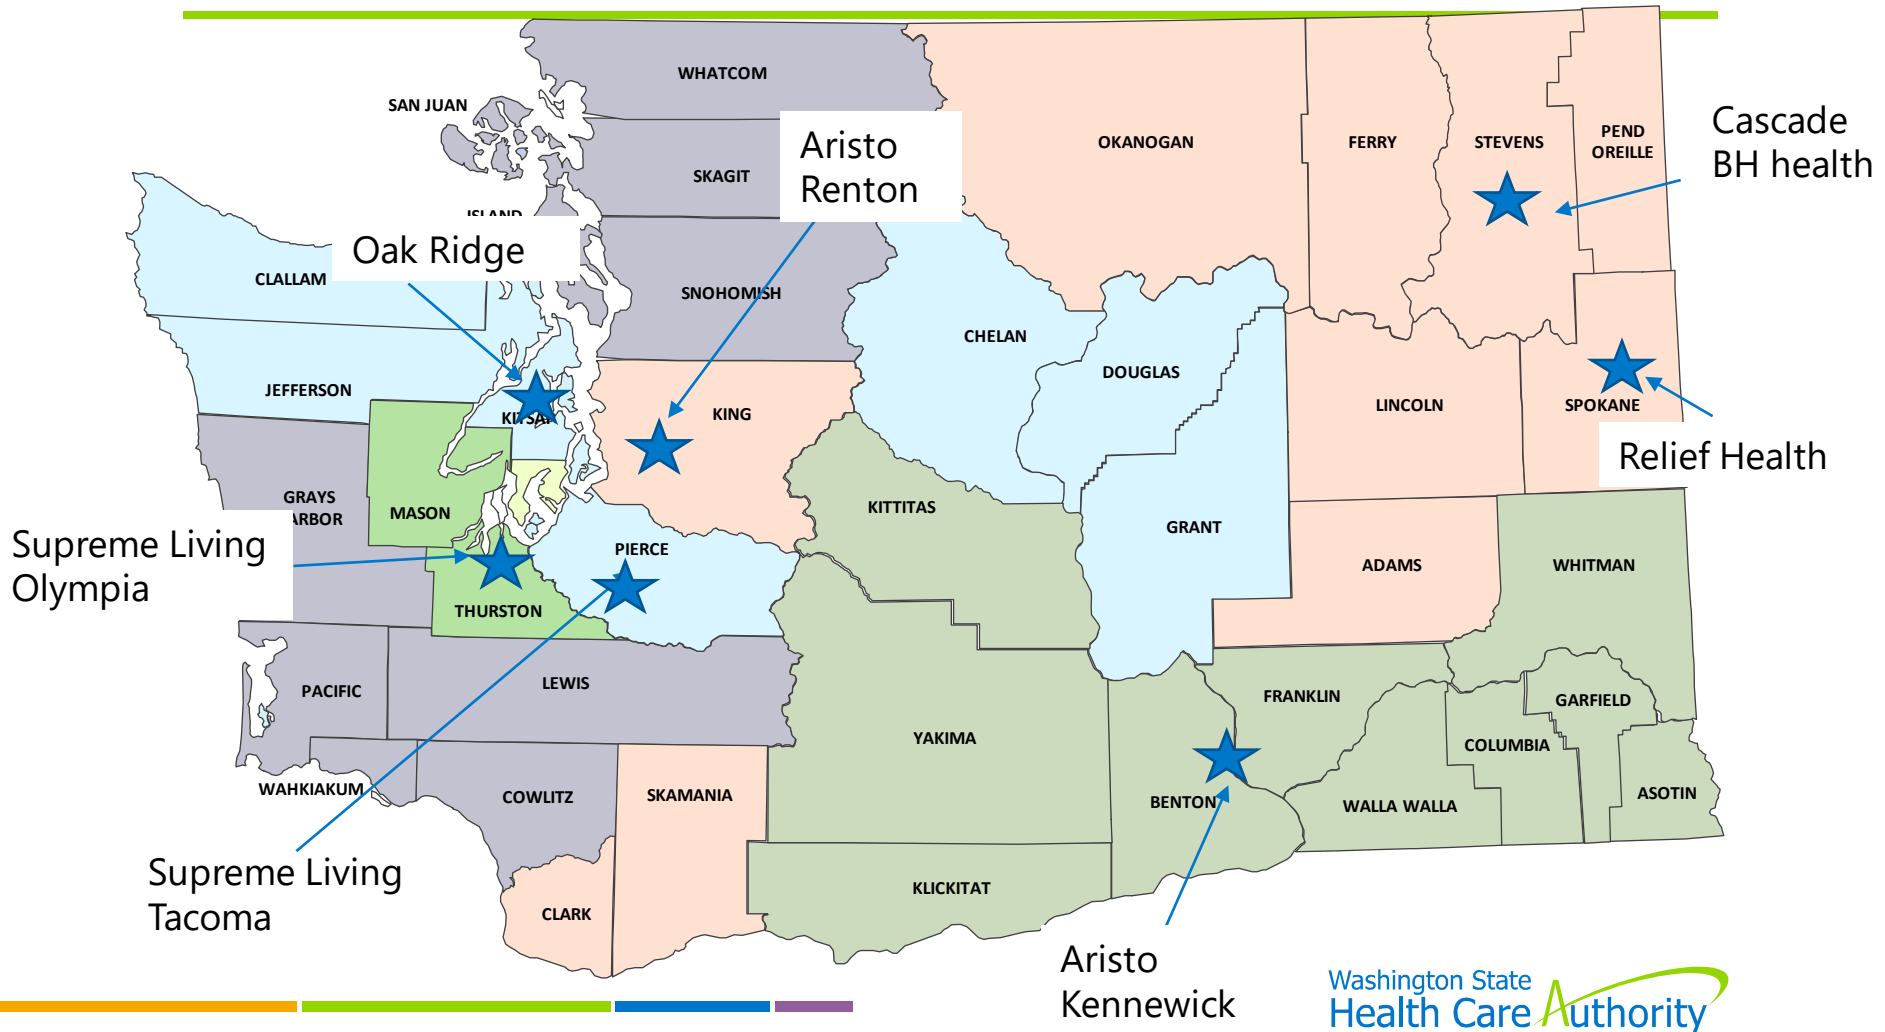 WHATCOM
SAN JUAN
Cascade
BH health
Aristo
Renton
OKANOGAN
FERRY
STEVENS
PEND
OREILLE
SKAGIT
ISLAND
Oak Ridge
CLALLAM
SNOHOMISH
CHELAN
DOUGLAS
JEFFERSON
KITSAP
KING
LINCOLN
SPOKANE
Relief Health
GRAYS
ARBOR
MASON
KITTITAS
GRANT
Supreme Living
Olympia
PIERCE
ADAMS
WHITMAN
THURSTON
PACIFIC
LEWIS
FRANKLIN
GARFIELD
YAKIMA
COLUMBIA
WAHKIAKUM
COWLITZ
SKAMANIA
BENTON
WALLA WALLA
ASOTIN
Supreme Living
Tacoma
KLICKITAT
CLARK
Aristo
Kennewick
Washington State
Health Care Authority